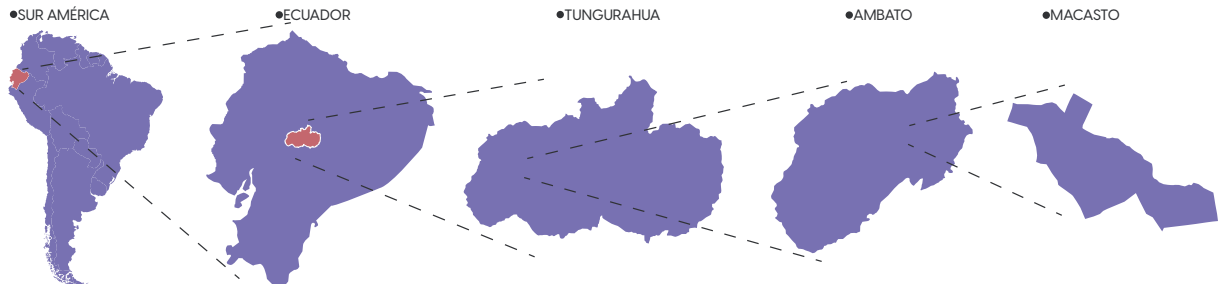 •SUR AMÉRICA
•ECUADOR
•TUNGURAHUA
•AMBATO
•MACASTO